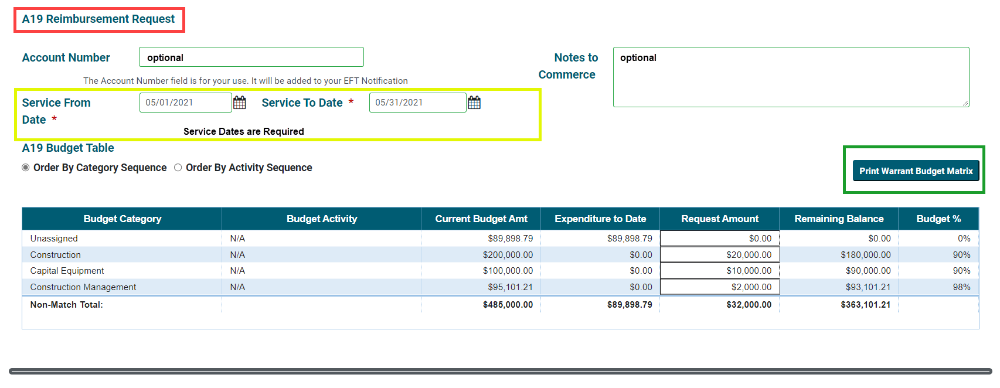 A19 Reimbursement Request
Account Number optional
Notes to Commerce optional
The Account Number field is for your use. It will be added to your EFT Notification
Service From Date * 05/01/2021 Service To Date * 05/31/2021
Service Dates are Required
A19 Budget Table
Order By Category Sequence Order By Activity Sequence
Print Warrant Budget Matrix
Budget Category Budget Activity Current Budget Amt Expenditure to Date Request Amount Remaining Balance Budget %
Unassigned N/A $89,898.79 $89,898.79 $0.00 $0.00 0%
Construction N/A $200,000.00 $0.00 $20,000.00 $180,000.00 90%
Capital Equipment N/A $100,000.00 $0.00 $10,000.00 $90,000.00 90%
Construction Management N/A $95,101.21 $0.00 $2,000.00 $93,101.21 98%
Non-Match Total: $485,000.00 $89,898.79 $32,000.00 $363,101.21